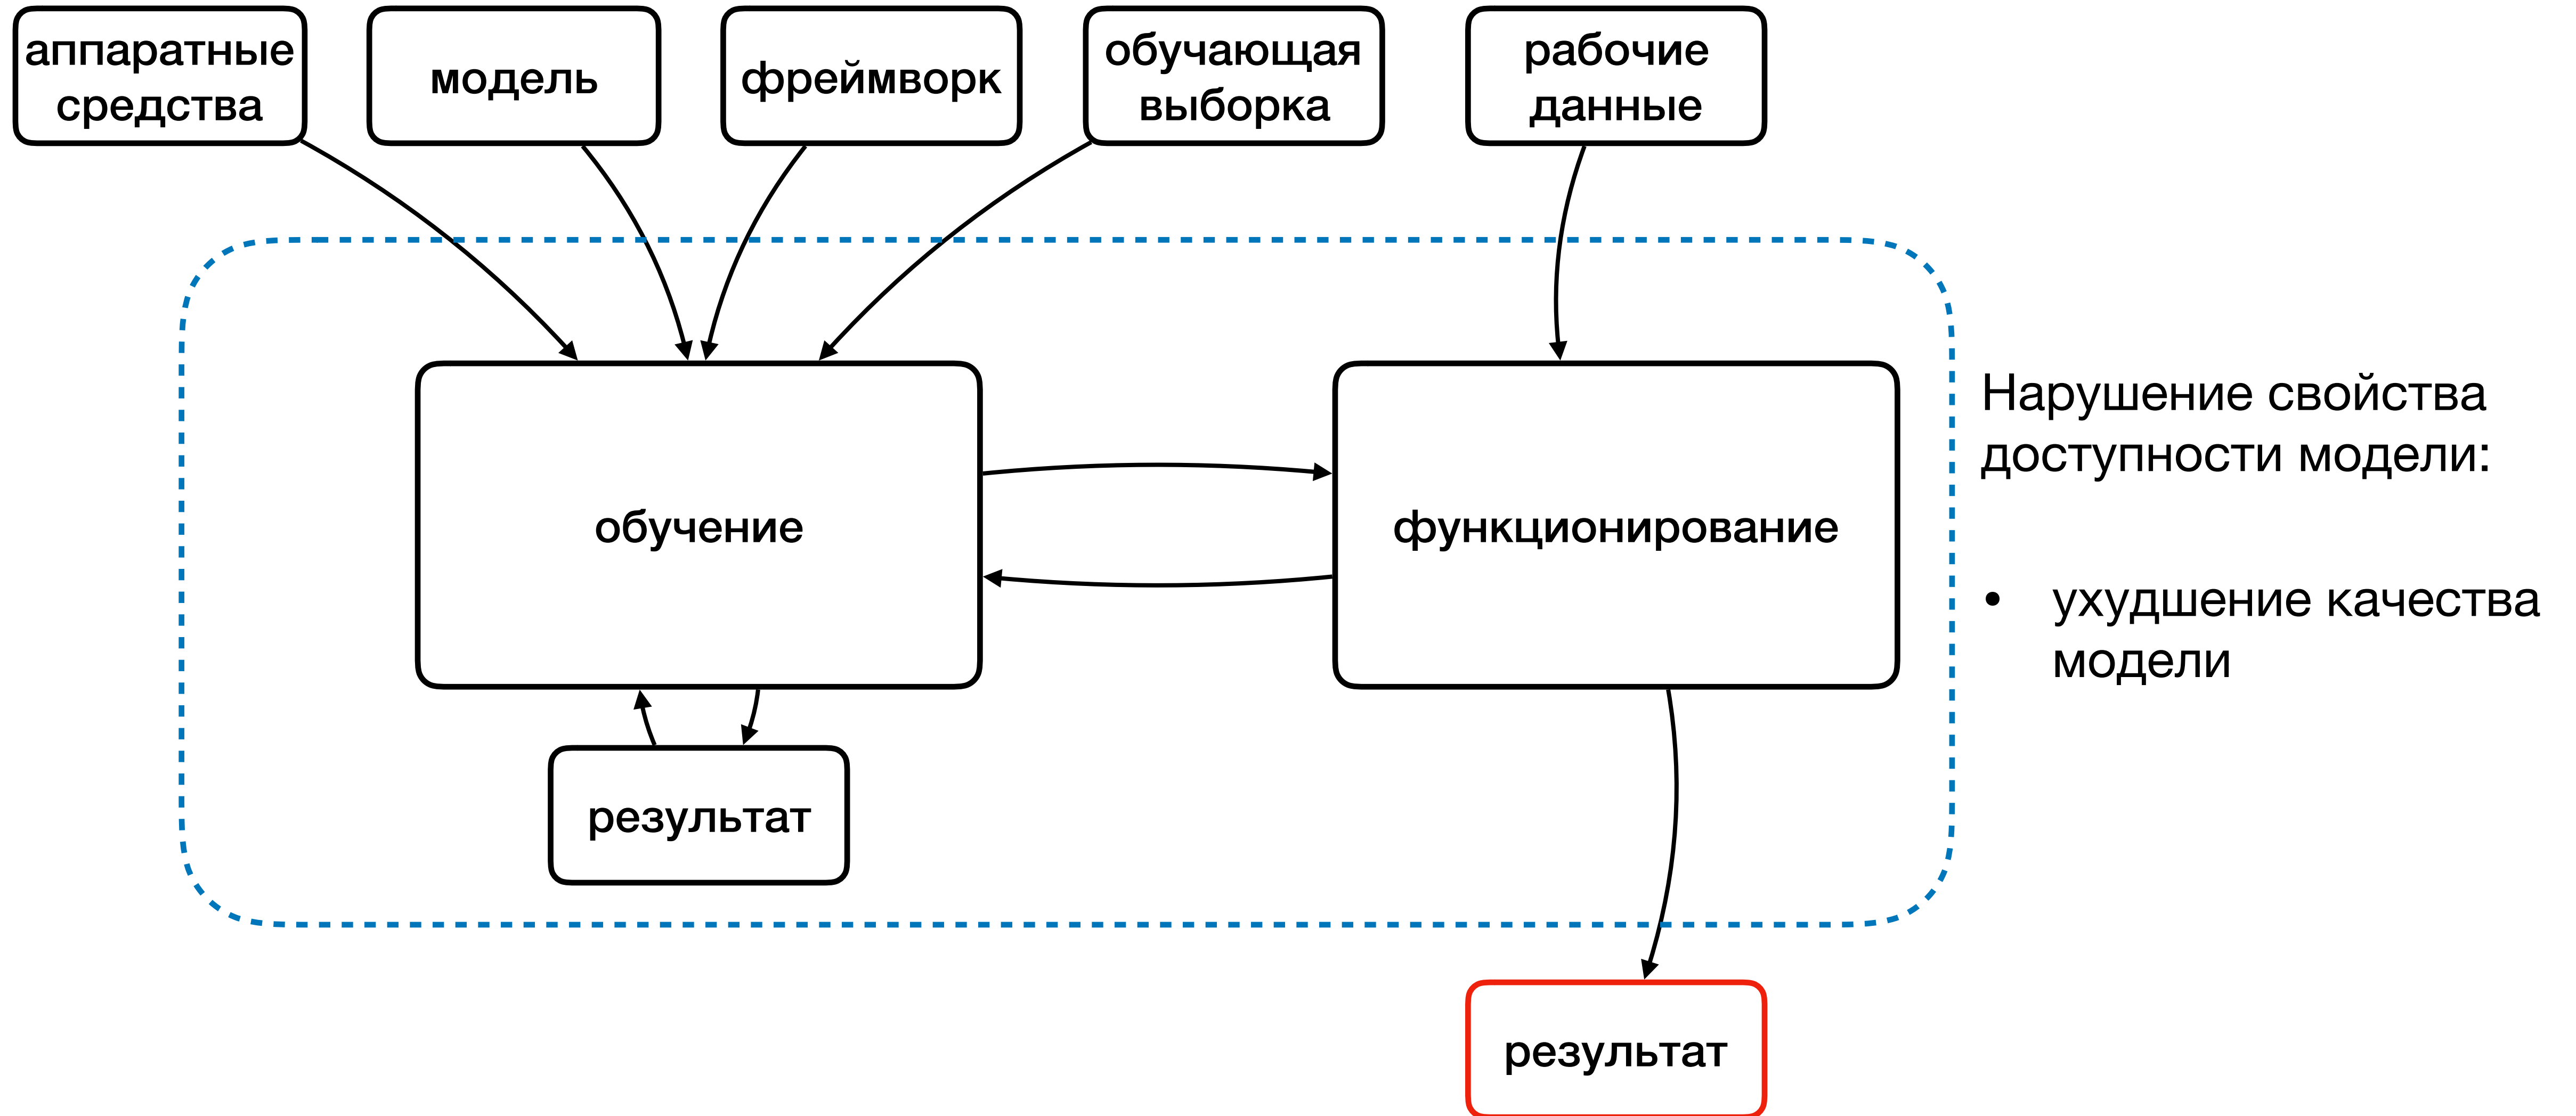 аппаратные
средства
модель
фреймворк
обучающая
выборка
рабочие
данные
обучение
функционирование
Нарушение свойства
доступности модели:
• ухудшение качества
модели
результат
результат